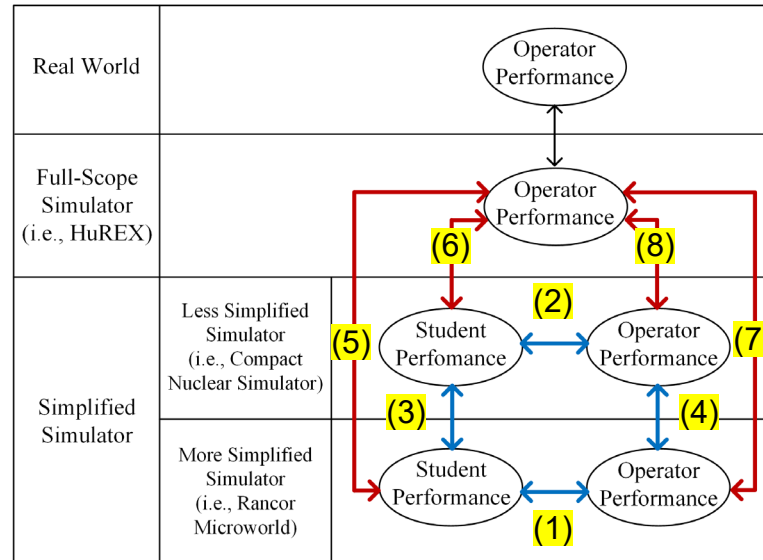 Real World
Operator
Performance
Full-Scope
Simulator
(i.e., HuREX)
Operator
Performance
(6)
(8)
Simplified
Simulator
Less Simplified
Simulator
(i.e., Compact
Nuclear Simulator)
(5)
Student
Perfomance
(2)
Operator
Performance
(7)
(3)
(4)
More Simplified
Simulator
(i.e., Rancor
Microworld)
Student
Performance
(1)
Operator
Performance